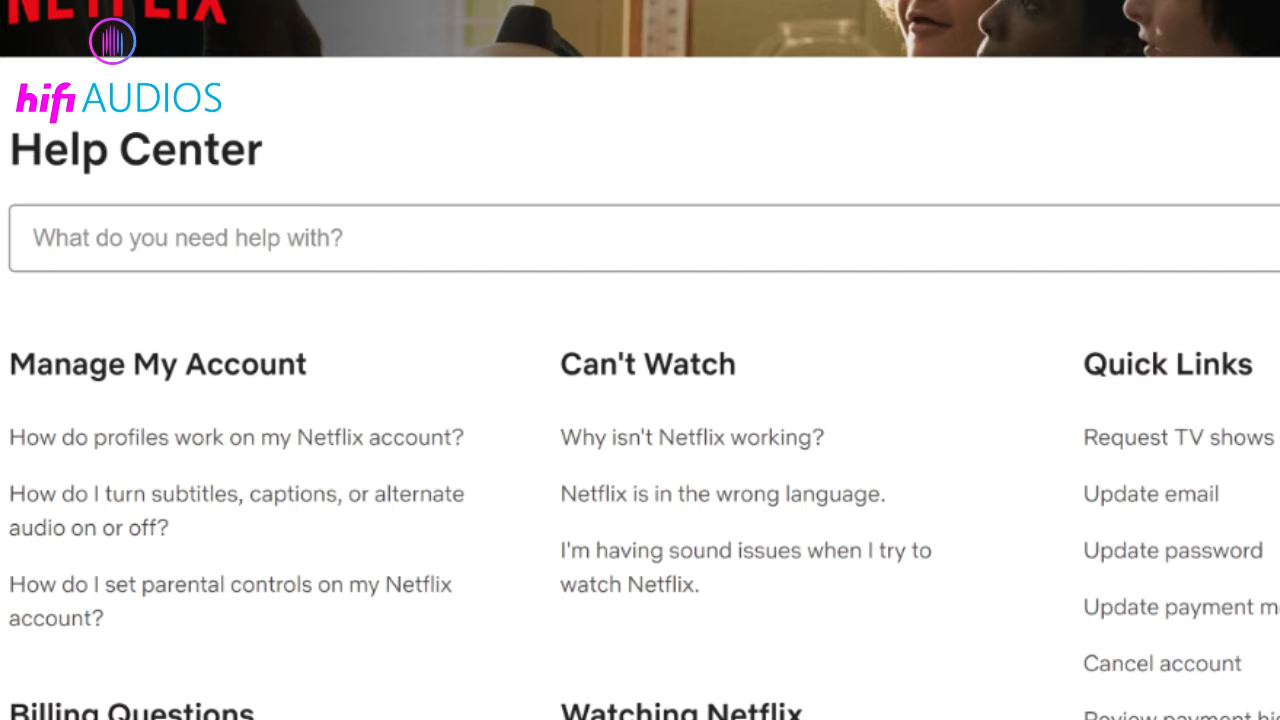 NETFLIX
hifi AUDIOS
Help Center
What do you need help with?
Manage My Account
How do profiles work on my Netflix account?
How do I turn subtitles, captions, or alternate
audio on or off?
How do I set parental controls on my Netflix
account?
Billing Questions
Can't Watch
Why isn't Netflix working?
Netflix is in the wrong language.
I'm having sound issues when I try to
watch Netflix.
Watching Netflix
Quick Links
Request TV shows
Update email
Update password
Update payment
Cancel account
Review payment